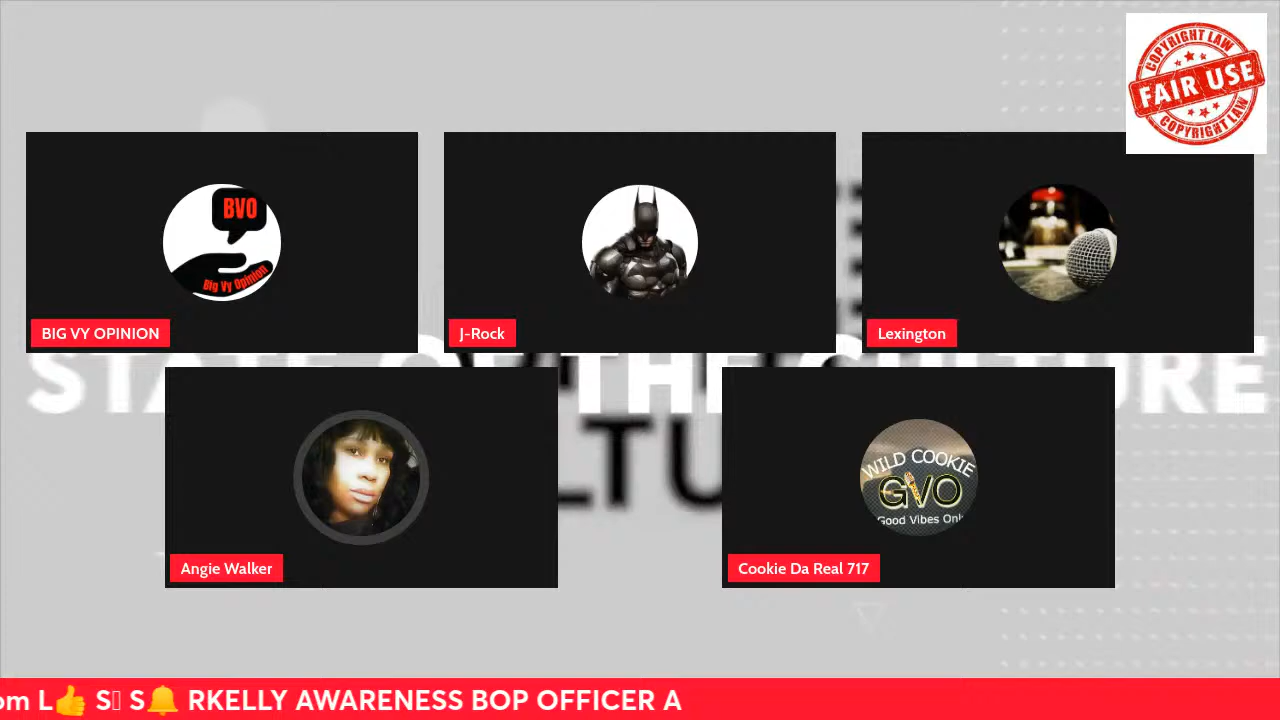 COPYRIGHT LAW
FAIR USE
COPYRIGHT LAW
BVO
Big Vy Opinion
BIG VY OPINION
J-Rock
Lexington
STATE OF THE CULTURE
LTU
WILD COOKIE
GVO
Good Vibes Onl
Angie Walker
Cookie Da Real 717
om L👍 S S🔔 RKELLY AWARENESS BOP OFFICER A